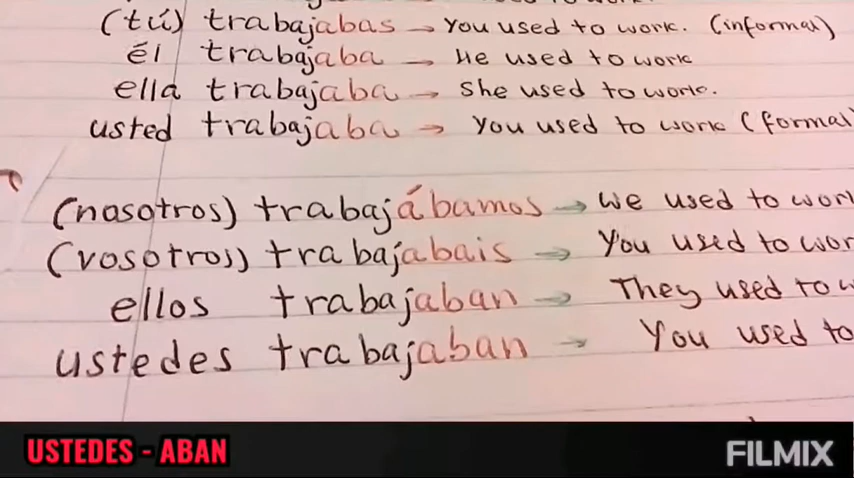 (tú) trabajabas → You used to work. (informal)
él trabajaba → He used to work
ella trabajaba → She used to work.
usted trabajaba → You used to work (formal)
(nosotros) trabajábamos → We used to wor
(vosotros) trabajabais → You used to wor
ellos trabajaban → They used to w
ustedes trabajaban → You used to
USTEDES - ABAN
FILMIX